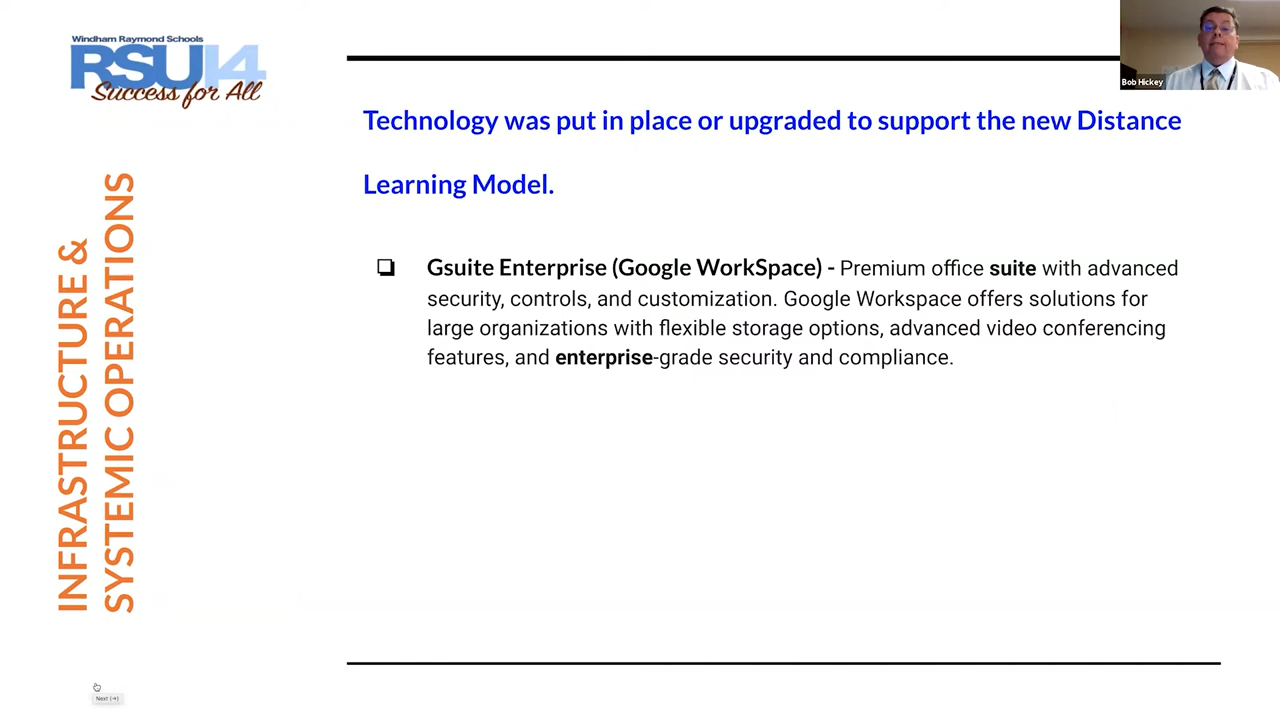 Windham Raymond Schools
RSU14
Success for All
Bob Hickey
INFRASTRUCTURE &
SYSTEMIC OPERATIONS
Technology was put in place or upgraded to support the new Distance
Learning Model.
❏ Gsuite Enterprise (Google WorkSpace) - Premium office suite with advanced
security, controls, and customization. Google Workspace offers solutions for
large organizations with flexible storage options, advanced video conferencing
features, and enterprise-grade security and compliance.
Next (→)